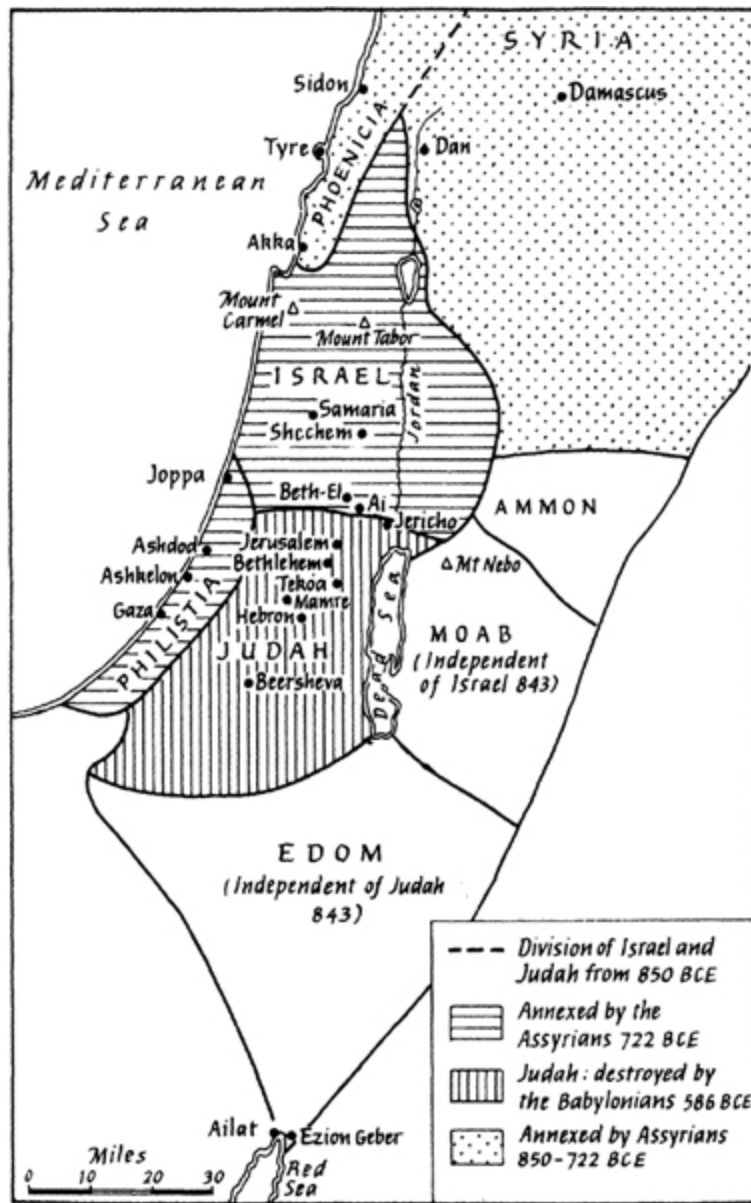 SYRIA
Sidon
Damascus
PHOENICIA
Tyre
Dan
Mediterranean
Sea
Akka
Mount
Carmel
Mount Tabor
ISRAEL
Jordan
Samaria
Shechem
Joppa
Beth-El
Ai
Jericho
AMMON
Ashdod
Jerusalem
Bethlehem
Mt Nebo
Ashkelon
Tekoa
Mamre
Gaza
Hebron
PHILISTIA
JUDAH
Dead Sea
MOAB
(Independent
of Israel 843)
Beersheva
EDOM
(Independent of Judah
843)
Division of Israel and
Judah from 850 BCE
Annexed by the
Assyrians 722 BCE
Judah: destroyed by
the Babylonians 586 BCE
Annexed by Assyrians
850-722 BCE
Ailat
Ezion Geber
Miles
0 10 20 30
Red
Sea